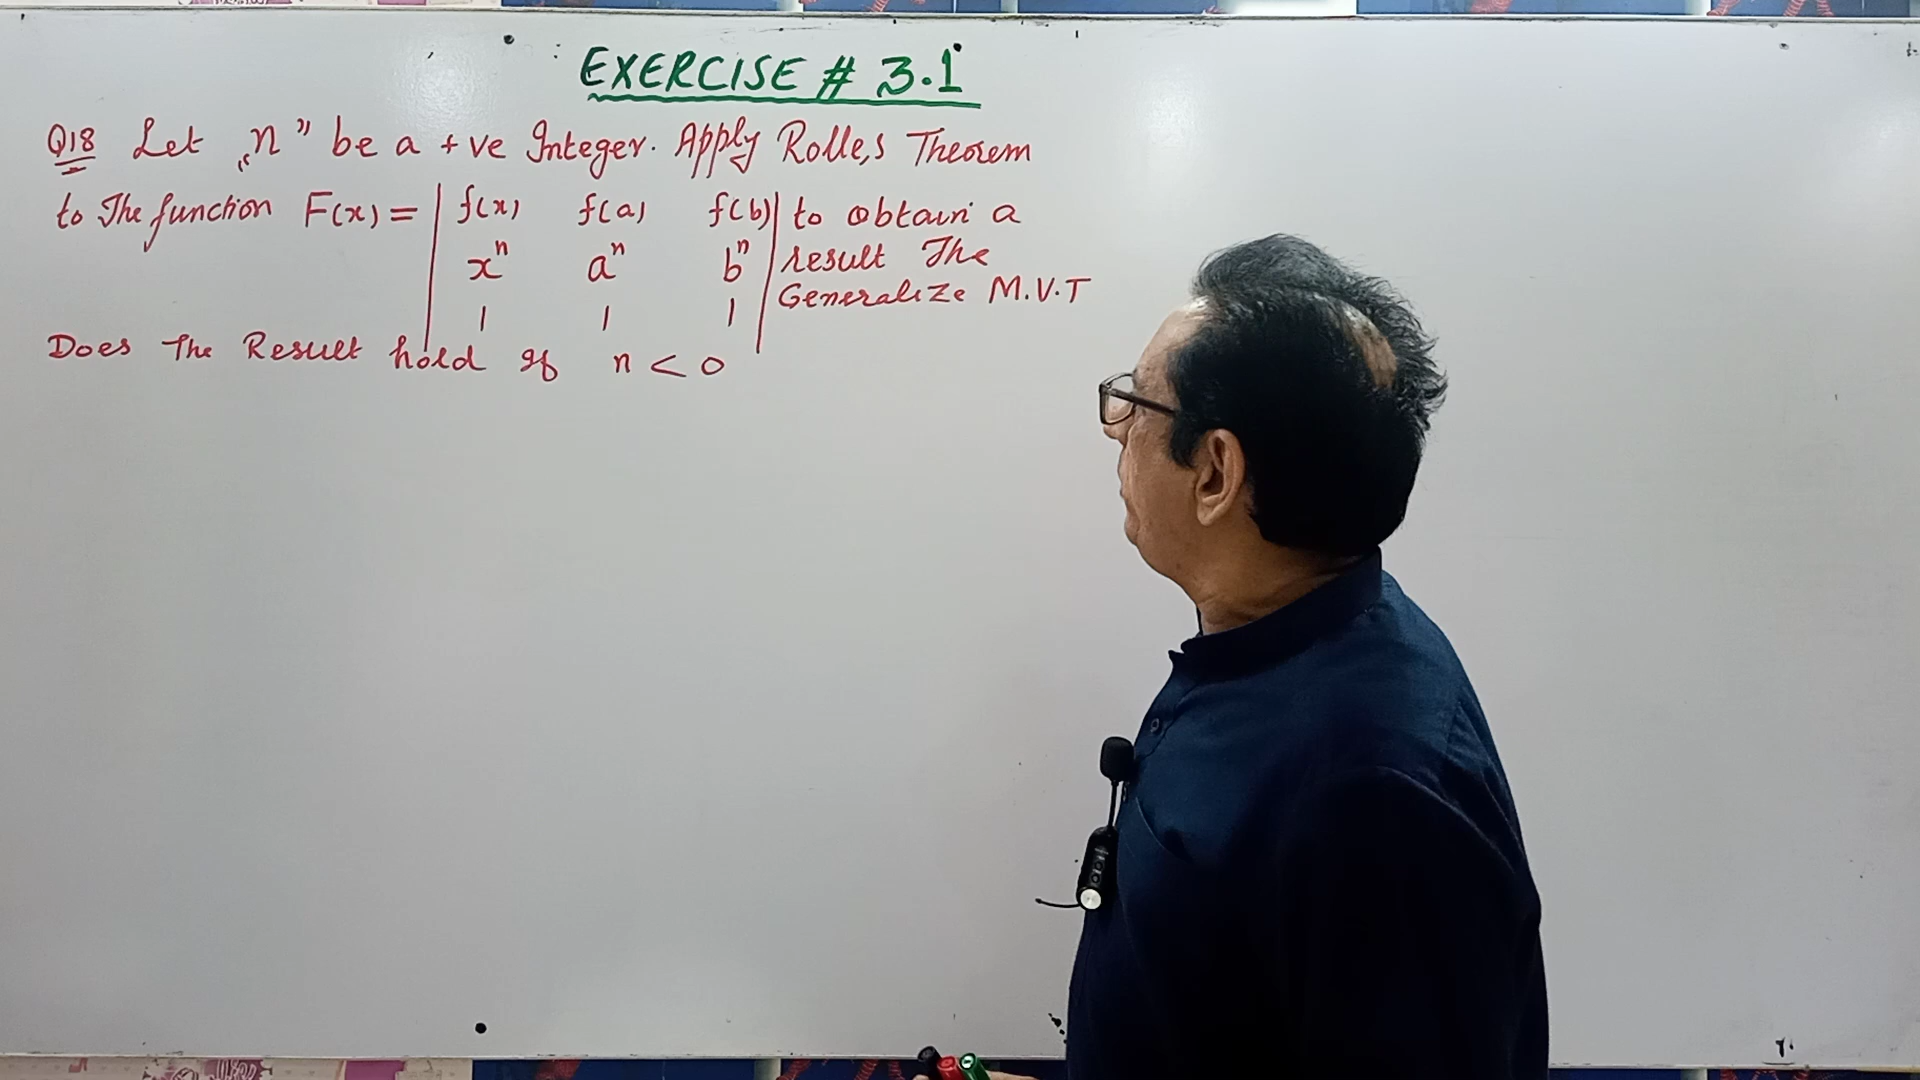 EXERCISE # 3.1
Q18 Let „n” be a +ve Integer. Apply Rolle,s Theorem
to The function F(x) = | f(x) f(a) f(b) | to obtain a
xⁿ aⁿ bⁿ | result The
1 1 1 | Generalize M.V.T
Does The Result hold if n < 0